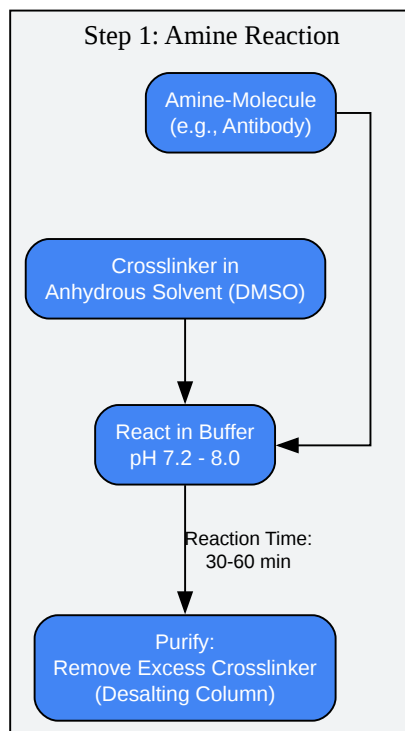 Step 1: Amine Reaction
Amine-Molecule
(e.g., Antibody)
Crosslinker in
Anhydrous Solvent (DMSO)
React in Buffer
pH 7.2 - 8.0
Reaction Time:
30-60 min
Purify:
Remove Excess Crosslinker
(Desalting Column)